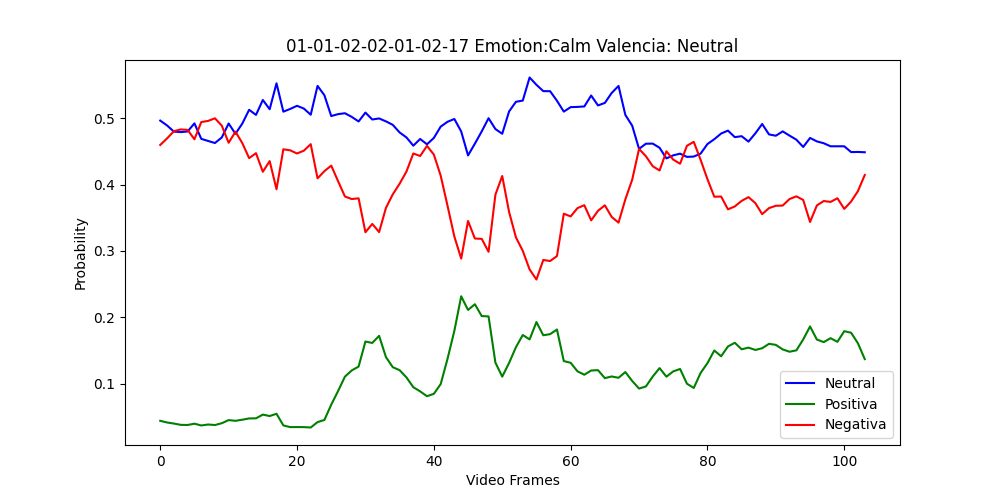 01-01-02-02-01-02-17 Emotion:Calm Valencia: Neutral
Probability
0.5
0.4
0.3
0.2
0.1
0 20 40 60 80 100
Video Frames
Neutral
Positiva
Negativa